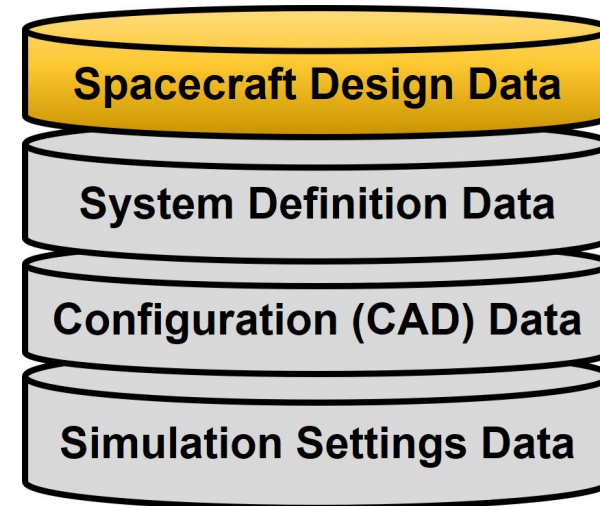 Spacecraft Design Data
System Definition Data
Configuration (CAD) Data
Simulation Settings Data